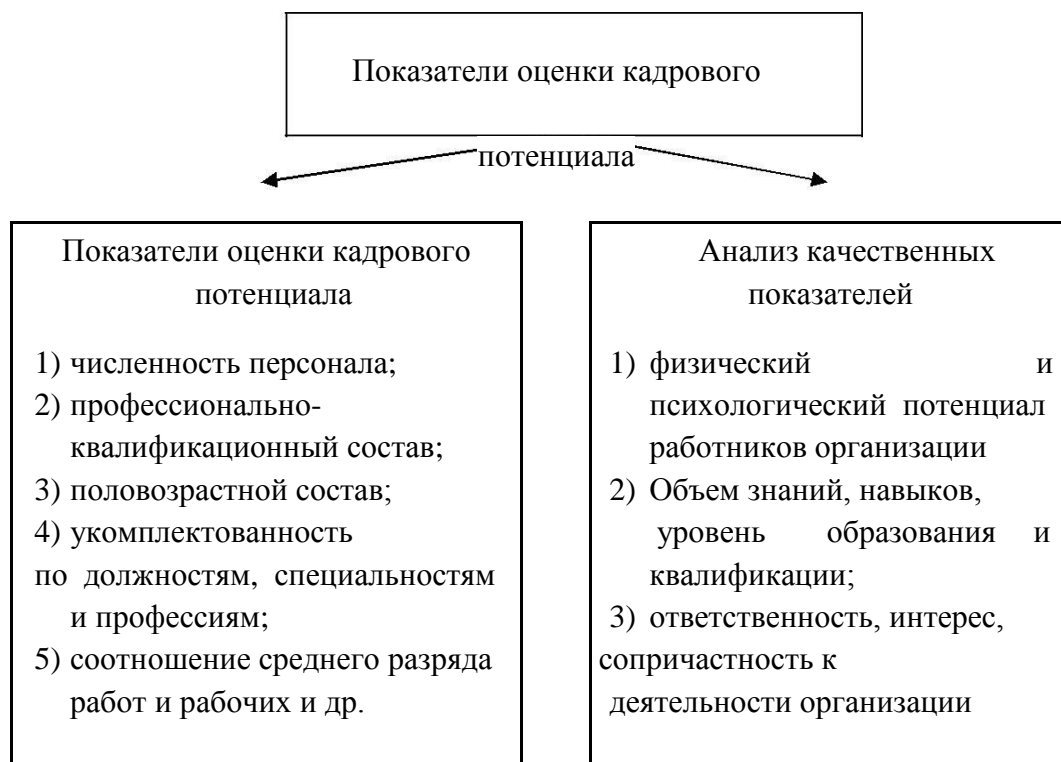 Показатели оценки кадрового
потенциала
Показатели оценки кадрового
потенциала
1) численность персонала;
2) профессионально-
квалификационный состав;
3) половозрастной состав;
4) укомплектованность
по должностям, специальностям
и профессиям;
5) соотношение среднего разряда
работ и рабочих и др.
Анализ качественных
показателей
1) физический и
психологический потенциал
работников организации
2) Объем знаний, навыков,
уровень образования и
квалификации;
3) ответственность, интерес,
сопричастность к
деятельности организации